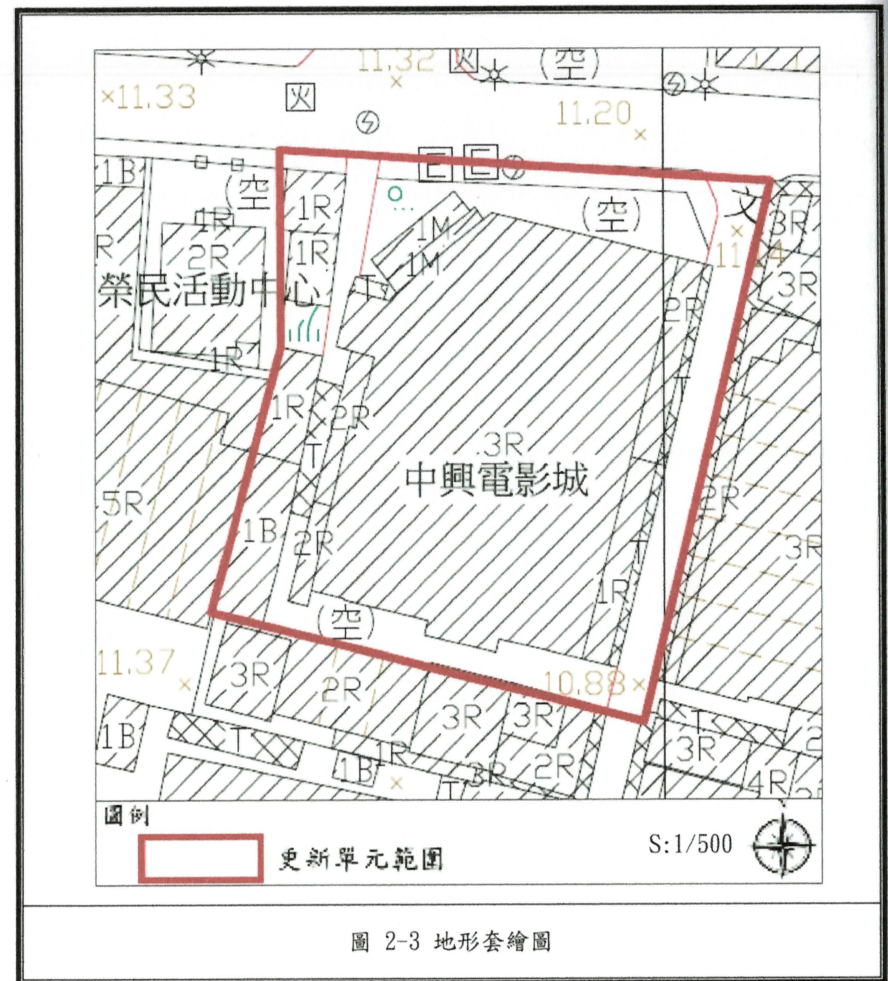 11.32
火
(空)
×11.33
火
11.20
E E
1B
(空)
1R
1R
(空)
文
3R
1R
1M
2R
1R
1M
11.14
3R
T
榮民活動中心
2R
1R
1R
2R
T
3R
中興電影城
T
2R
5R
1B
2R
T
3R
1R
(空)
11.37
3R
2R
10.88
3R
3R
T
1B
T
1R
3R
1B
3R
2R
4R
T
圖例
更新單元範圍
S:1/500
圖 2-3 地形套繪圖